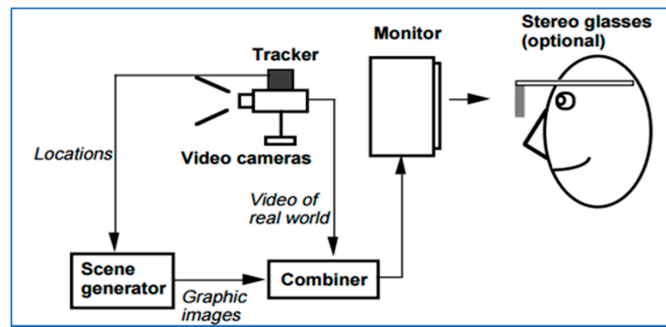 Stereo glasses
(optional)
Monitor
Tracker
Locations
Video cameras
Video of
real world
Scene
generator
Graphic
images
Combiner